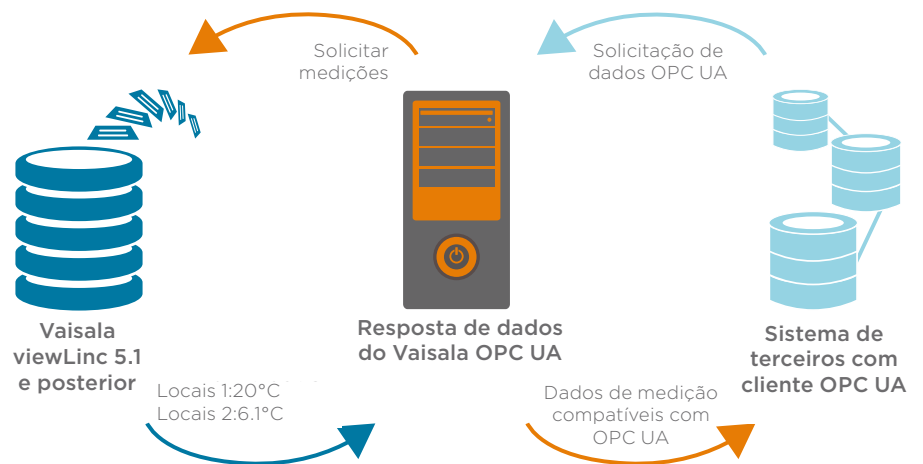 Solicitar
medições
Solicitação de
dados OPC UA
Vaisala
viewLinc 5.1
e posterior
Resposta de dados
do Vaisala OPC UA
Sistema de
terceiros com
cliente OPC UA
Locais 1:20°C
Locais 2:6.1°C
Dados de medição
compatíveis com
OPC UA